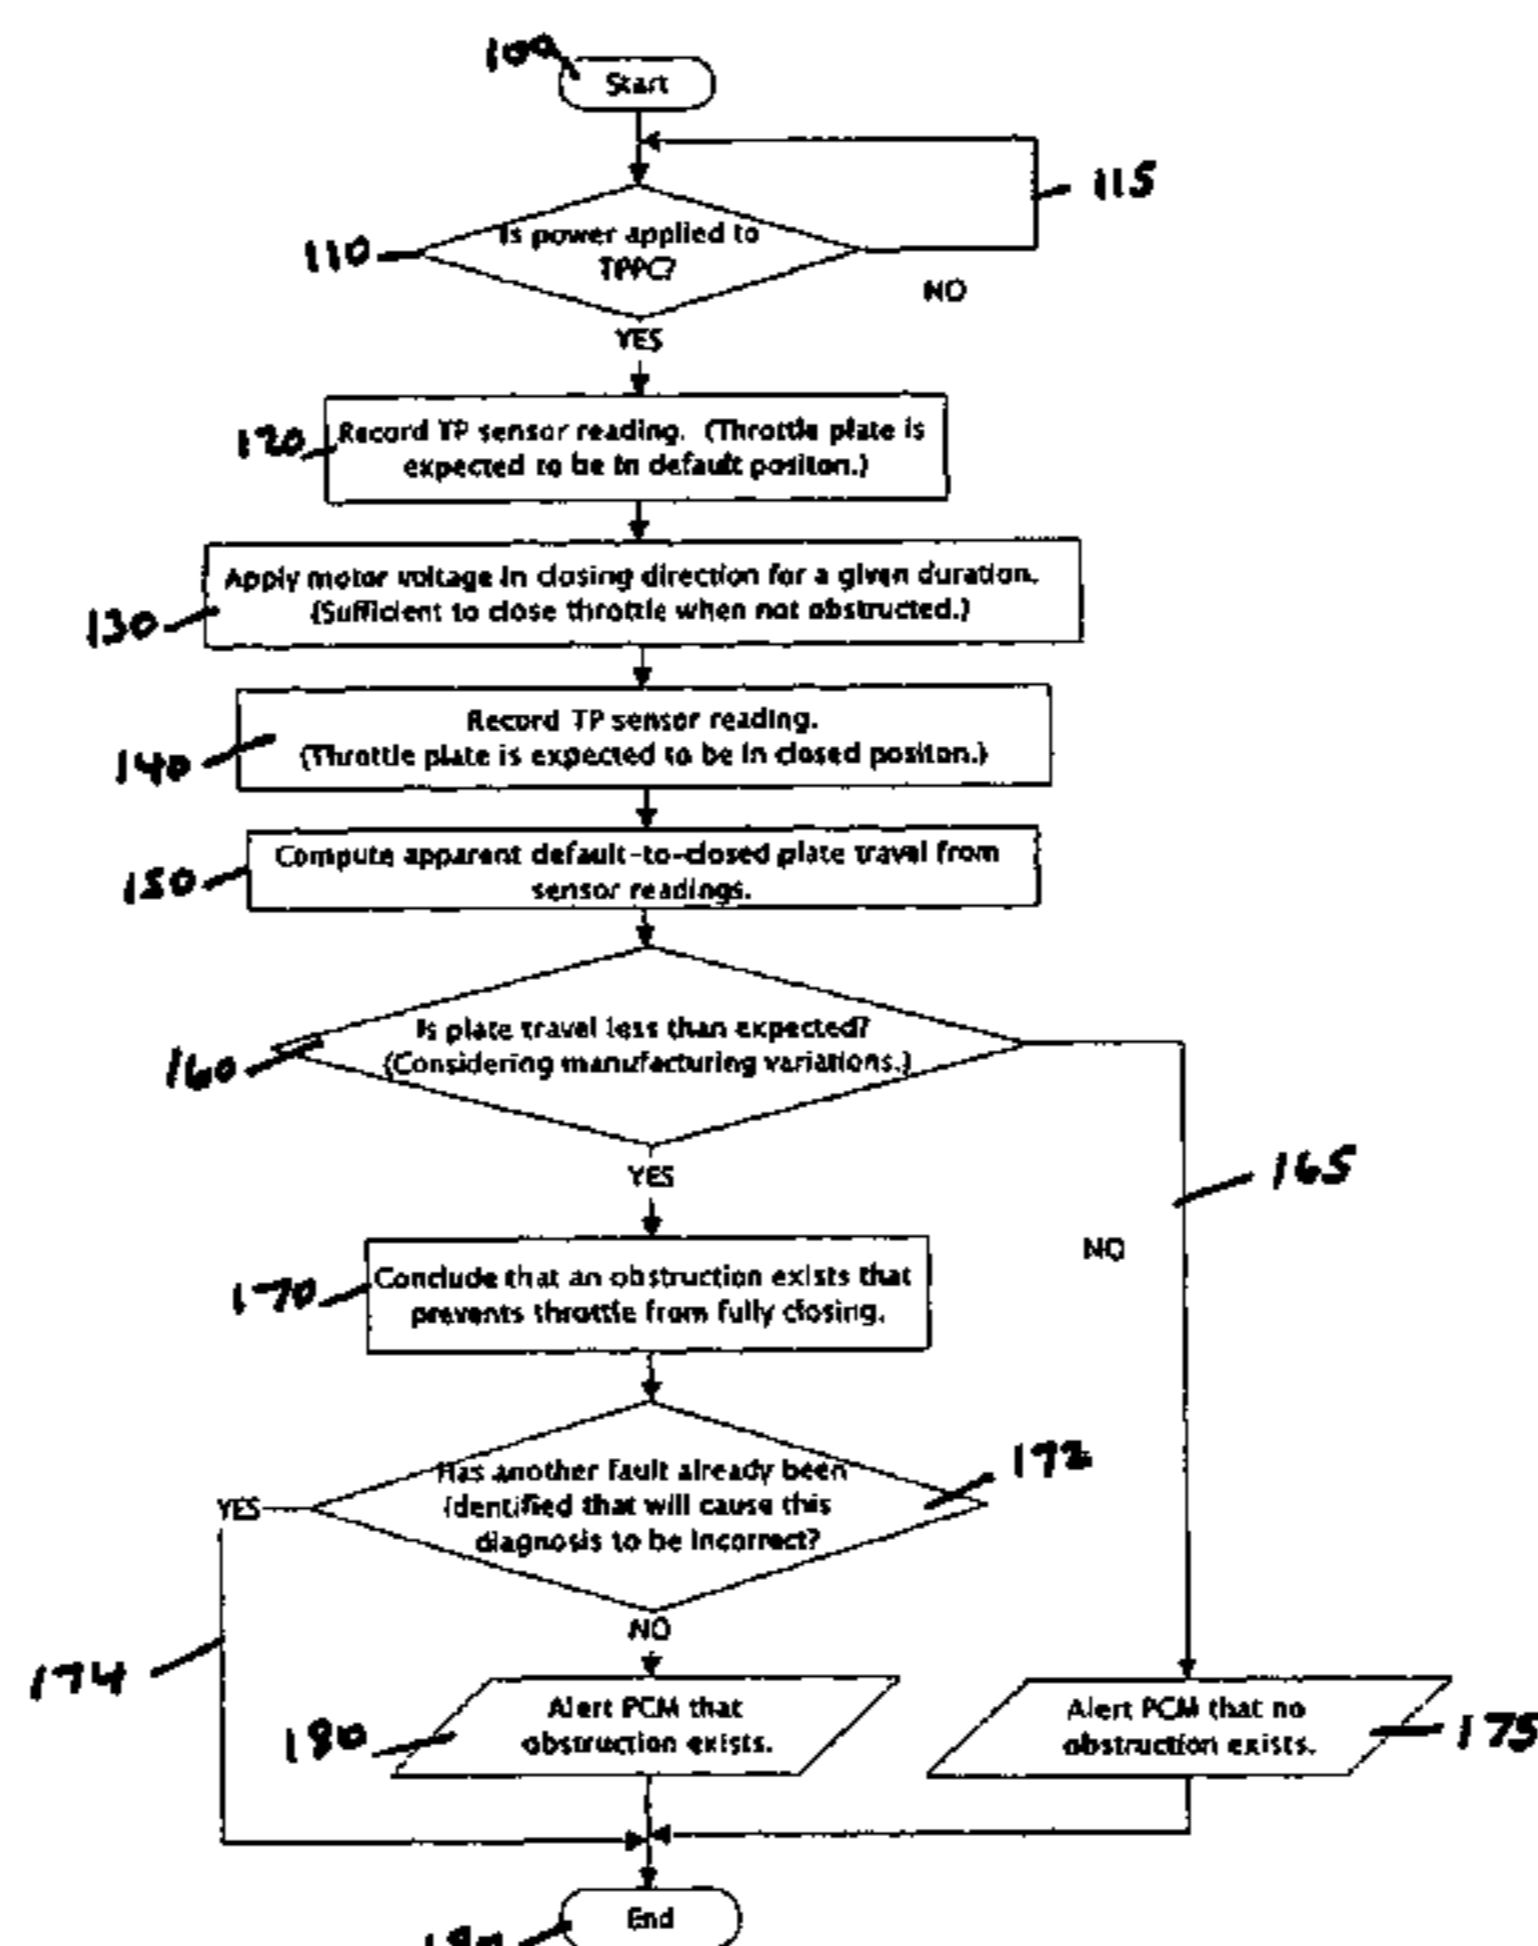 100
Start
115
110
Is power applied to
TPPC?
NO
YES
120
Record TP sensor reading. (Throttle plate is
expected to be in default positon.)
130
Apply motor voltage in closing direction for a given duration.
(Sufficient to close throttle when not obstructed.)
140
Record TP sensor reading.
(Throttle plate is expected to be in closed positon.)
150
Compute apparent default-to-closed plate travel from
sensor readings.
160
Is plate travel less than expected?
(Considering manufacturing variations.)
165
YES
NO
170
Conclude that an obstruction exists that
prevents throttle from fully closing.
172
Has another fault already been
identified that will cause this
diagnosis to be incorrect?
YES
NO
174
180
Alert PCM that
obstruction exists.
Alert PCM that no
obstruction exists.
175
End